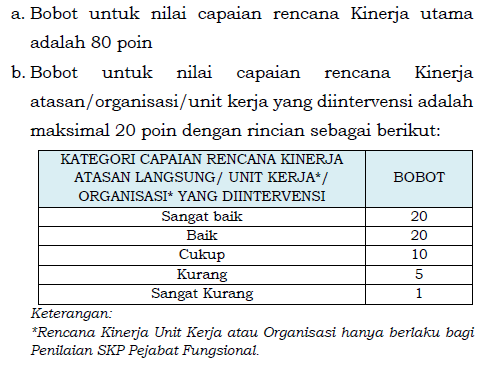 a. Bobot untuk nilai capaian rencana Kinerja utama
adalah 80 poin
b. Bobot untuk nilai capaian rencana Kinerja
atasan/organisasi/unit kerja yang diintervensi adalah
maksimal 20 poin dengan rincian sebagai berikut:
KATEGORI CAPAIAN RENCANA KINERJA
ATASAN LANGSUNG/ UNIT KERJA*/
ORGANISASI* YANG DIINTERVENSI
BOBOT
Sangat baik 20
Baik 20
Cukup 10
Kurang 5
Sangat Kurang 1
Keterangan:
*Rencana Kinerja Unit Kerja atau Organisasi hanya berlaku bagi
Penilaian SKP Pejabat Fungsional.